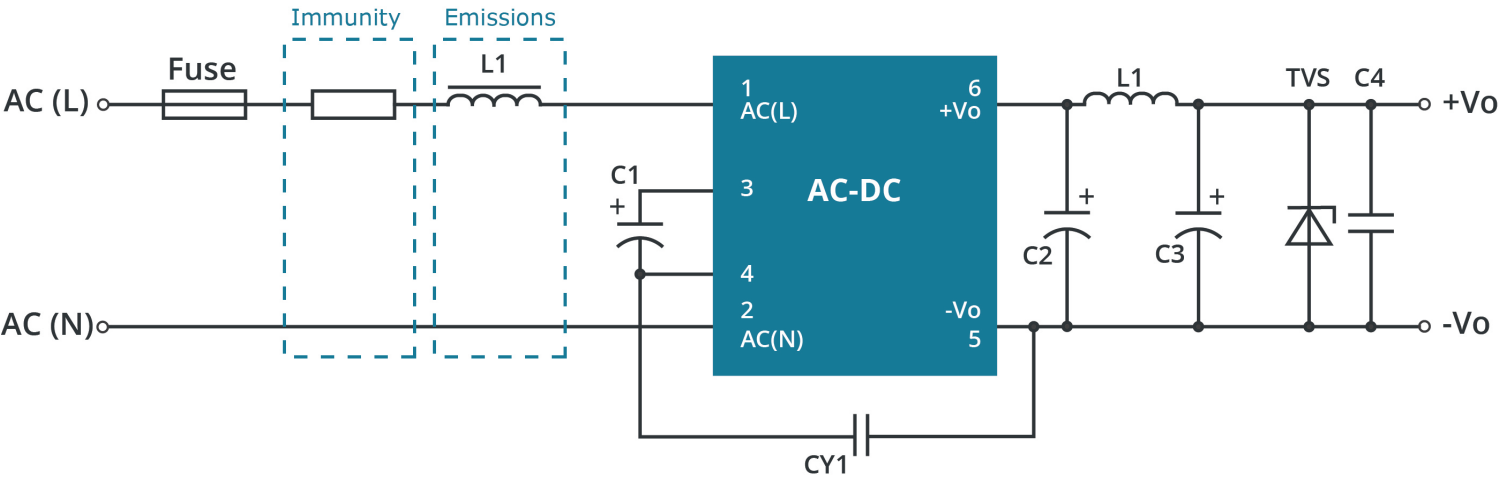 Immunity
Emissions
Fuse
L1
L1
TVS
C4
AC (L)
1
6
+Vo
AC(L)
+Vo
C1
3
AC-DC
+
+
+
C2
C3
4
2
-Vo
AC (N)
AC(N)
5
-Vo
CY1